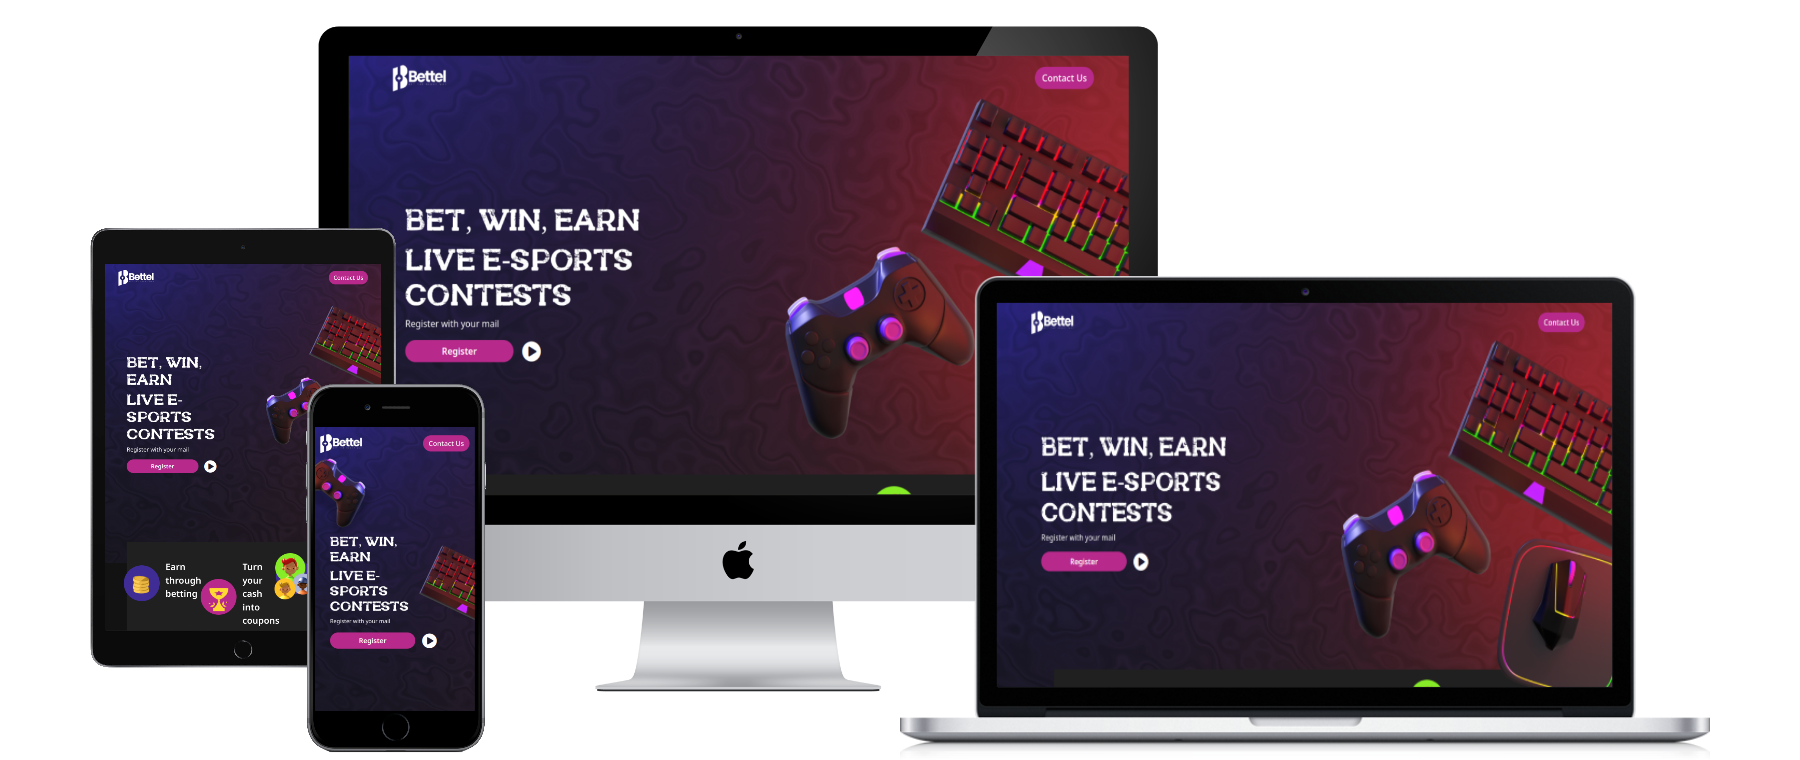 Bettel
Contact Us
BET, WIN, EARN
LIVE E-SPORTS
CONTESTS
Register with your mail
Register
Bettel
Contact Us
BET, WIN,
EARN
LIVE E-
SPORTS
CONTESTS
Register with your mail
Register
Earn
through
betting
Turn
your
cash
into
coupons
Bettel
Contact Us
BET, WIN,
EARN
LIVE E-
SPORTS
CONTESTS
Register with your mail
Register
Bettel
Contact Us
BET, WIN, EARN
LIVE E-SPORTS
CONTESTS
Register with your mail
Register